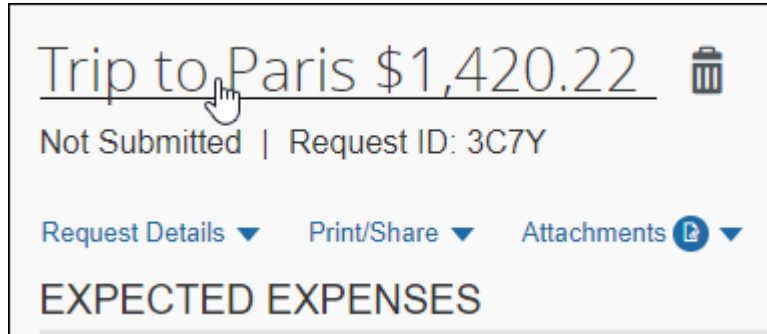 Trip to Paris $1,420.22
Not Submitted | Request ID: 3C7Y
Request Details Print/Share Attachments
EXPECTED EXPENSES